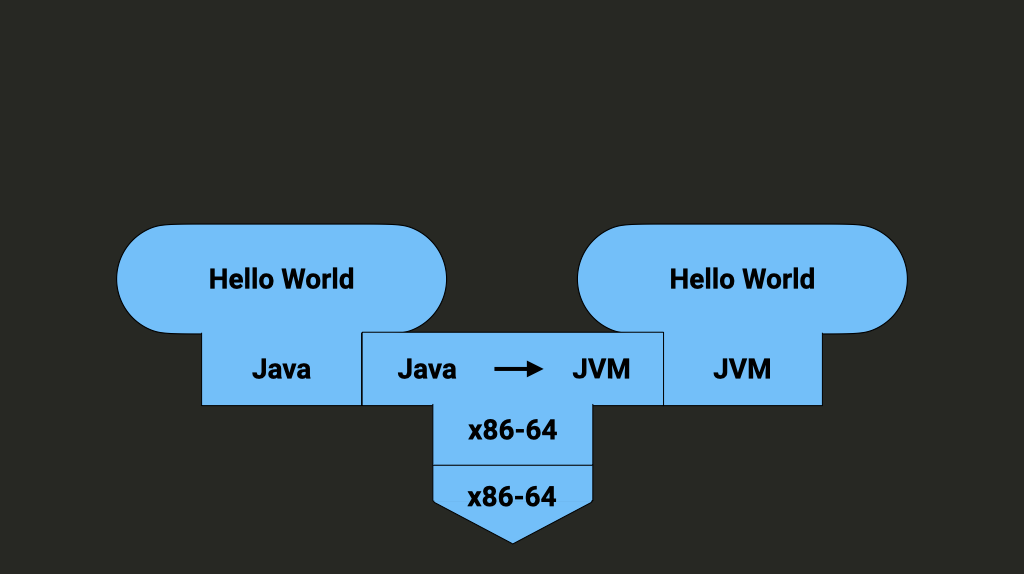 Hello World
Hello World
Java
Java → JVM
JVM
x86-64
x86-64